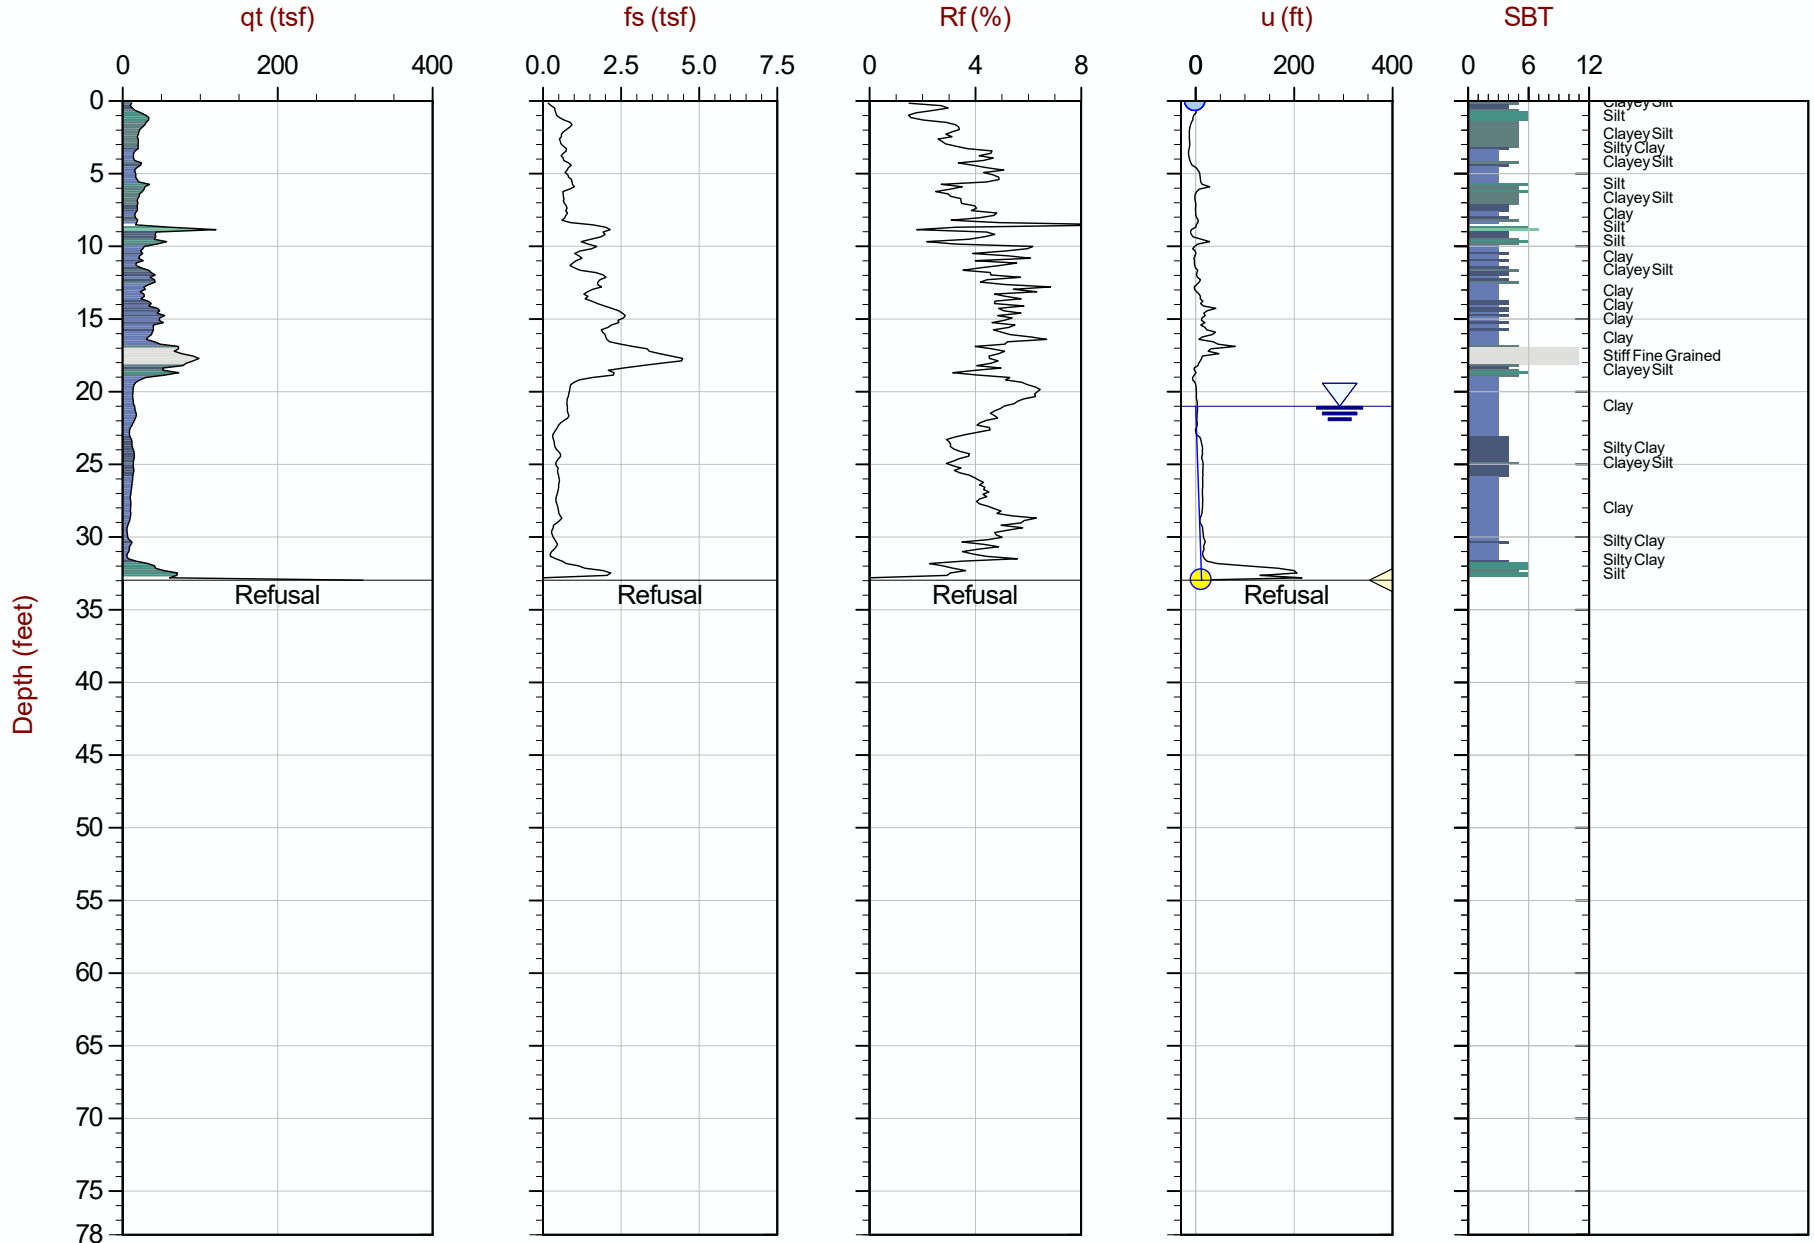 qt (tsf) fs (tsf) Rf (%) u (ft) SBT
0 200 400 0.0 2.5 5.0 7.5 0 4 8 0 200 400 0 6 12
0
5
10
15
20
25
30
35
40
45
50
55
60
65
70
75
78
Depth (feet)
Refusal Refusal Refusal Refusal
Clayey Silt
Silt
Clayey Silt
Silty Clay
Clayey Silt
Silt
Clayey Silt
Clay
Silt
Silt
Clay
Clayey Silt
Clay
Clay
Clay
Clay
Stiff Fine Grained
Clayey Silt
Clay
Silty Clay
Clayey Silt
Clay
Silty Clay
Silty Clay
Silt